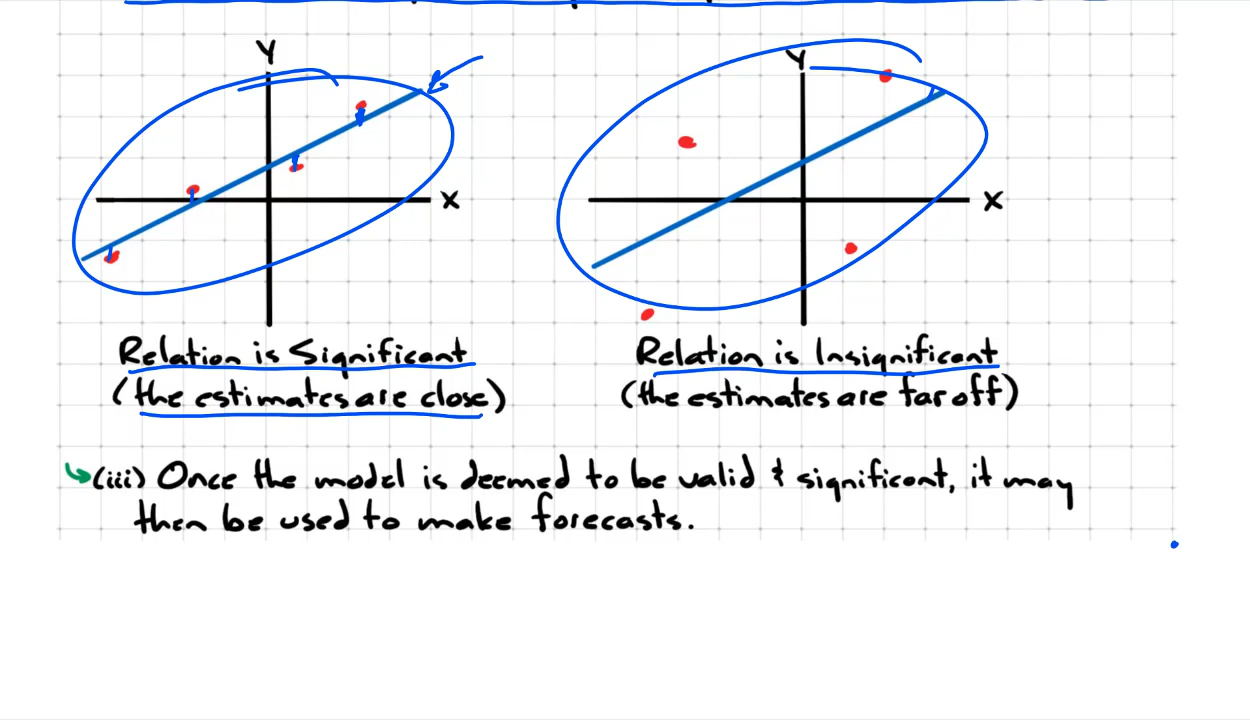 Y
Y
X
X
Relation is Significant
Relation is Insignificant
(the estimates are close)
(the estimates are far off)
(iii) Once the model is deemed to be valid & significant, it may
then be used to make forecasts.